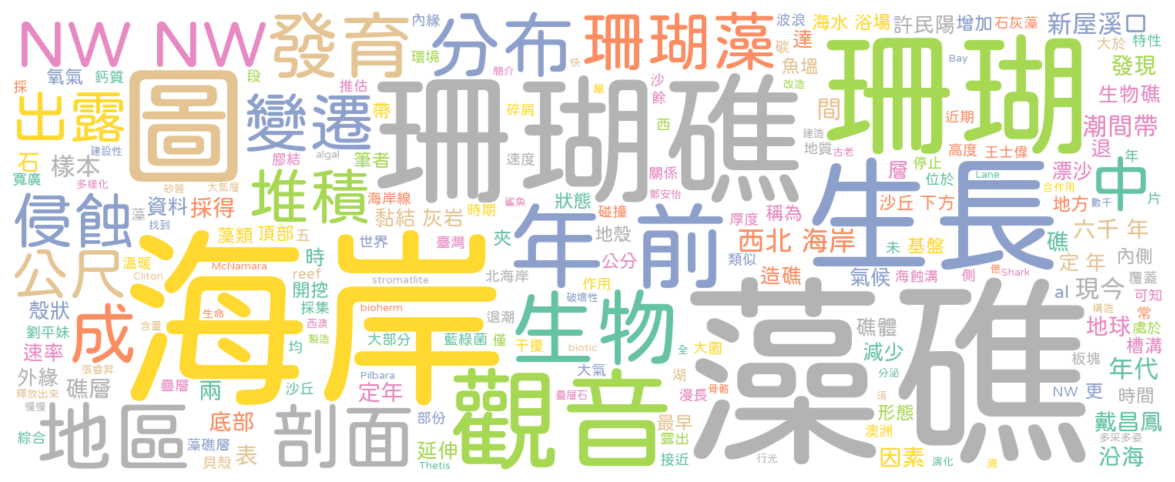 NW NW 發育 分布 珊瑚藻 珊瑚 新屋溪口
內緣 環境 簡介 波浪 碳 快 達 海水 浴場 許民陽 增加 石灰藻 大於 特性
採 氧氣 鈣質 段 推估 魚塭 改造 Bay 發現
出露 圖 變遷 珊瑚礁 間 近期 生物礁
建設性 膠結 algal 帶 碎屑 沙 餘 西 層 建造 地質 古老 高度 王士偉 潮間帶
石 樣本 筆者 速度 關係 停止 退
寬廣 多樣化 矽質 大氣層 堆積 海岸線 時期 鯊魚 鄭安怡 位於 Lane 漂沙 年
侵蝕 資料 採得 藻 找到 黏結 灰岩 狀態 碰撞 厚度 稱為 生長 沙丘 下方 合作用 地方 數千 中 片
海岸 藻類 頂部 五 世界 臺灣 夾 年前 地殼 類似 西北 海岸 未 基盤 礁 六千 年
公尺 溫暖 McNamara 時 reef stromatlite 北海岸 公分 造礁 氣候 海蝕溝 側 億 Shark 定 年 內側
殼狀 Cliton 生命 開挖 採集 bioherm 作用 破壞性 藻礁 al 現今 覆蓋 可知
劉平妹 成 含量 西澳 製造 大部分 藍綠菌 退潮 僅 生物 礁體 地球 常 處於 構造
速率 張睿昇 均 干擾 biotic 全 大園 減少 板塊 槽溝
外緣 礁層 疊層 兩 沙丘 Pilbara 定年 觀音 大氣 疊層石 湖 漫長 骨骼 分泌 須 NW 更 年代 時間
釋放出來 慢慢 地區 底部 剖面 部份 最早 露出 形態 澳洲 戴昌鳳
綜合 藻礁層 貝殼 表 延伸 Thetis 接近 行光 因素 演化 灣 多采多姿 沿海